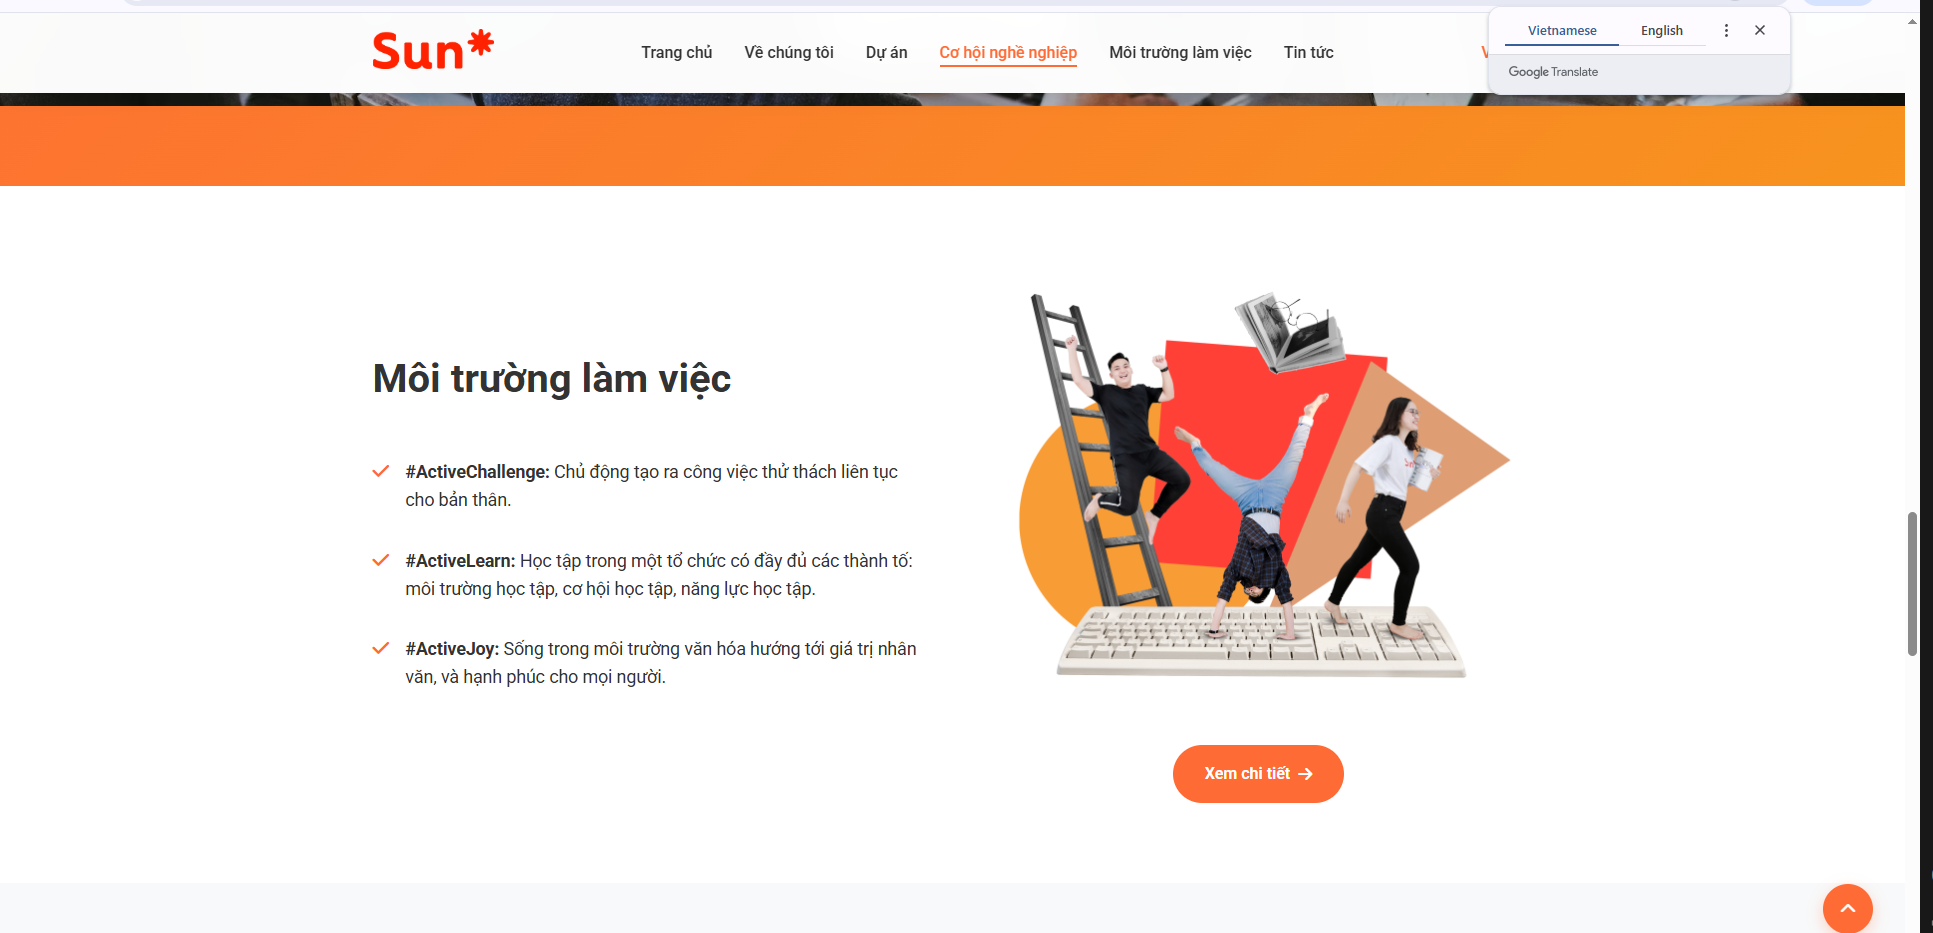 Sun*
Trang chủ
Về chúng tôi
Dự án
Cơ hội nghề nghiệp
Môi trường làm việc
Tin tức
Vietnamese
English
Google Translate
Môi trường làm việc
#ActiveChallenge: Chủ động tạo ra công việc thử thách liên tục
cho bản thân.
#ActiveLearn: Học tập trong một tổ chức có đầy đủ các thành tố:
môi trường học tập, cơ hội học tập, năng lực học tập.
#ActiveJoy: Sống trong môi trường văn hóa hướng tới giá trị nhân
văn, và hạnh phúc cho mọi người.
Xem chi tiết